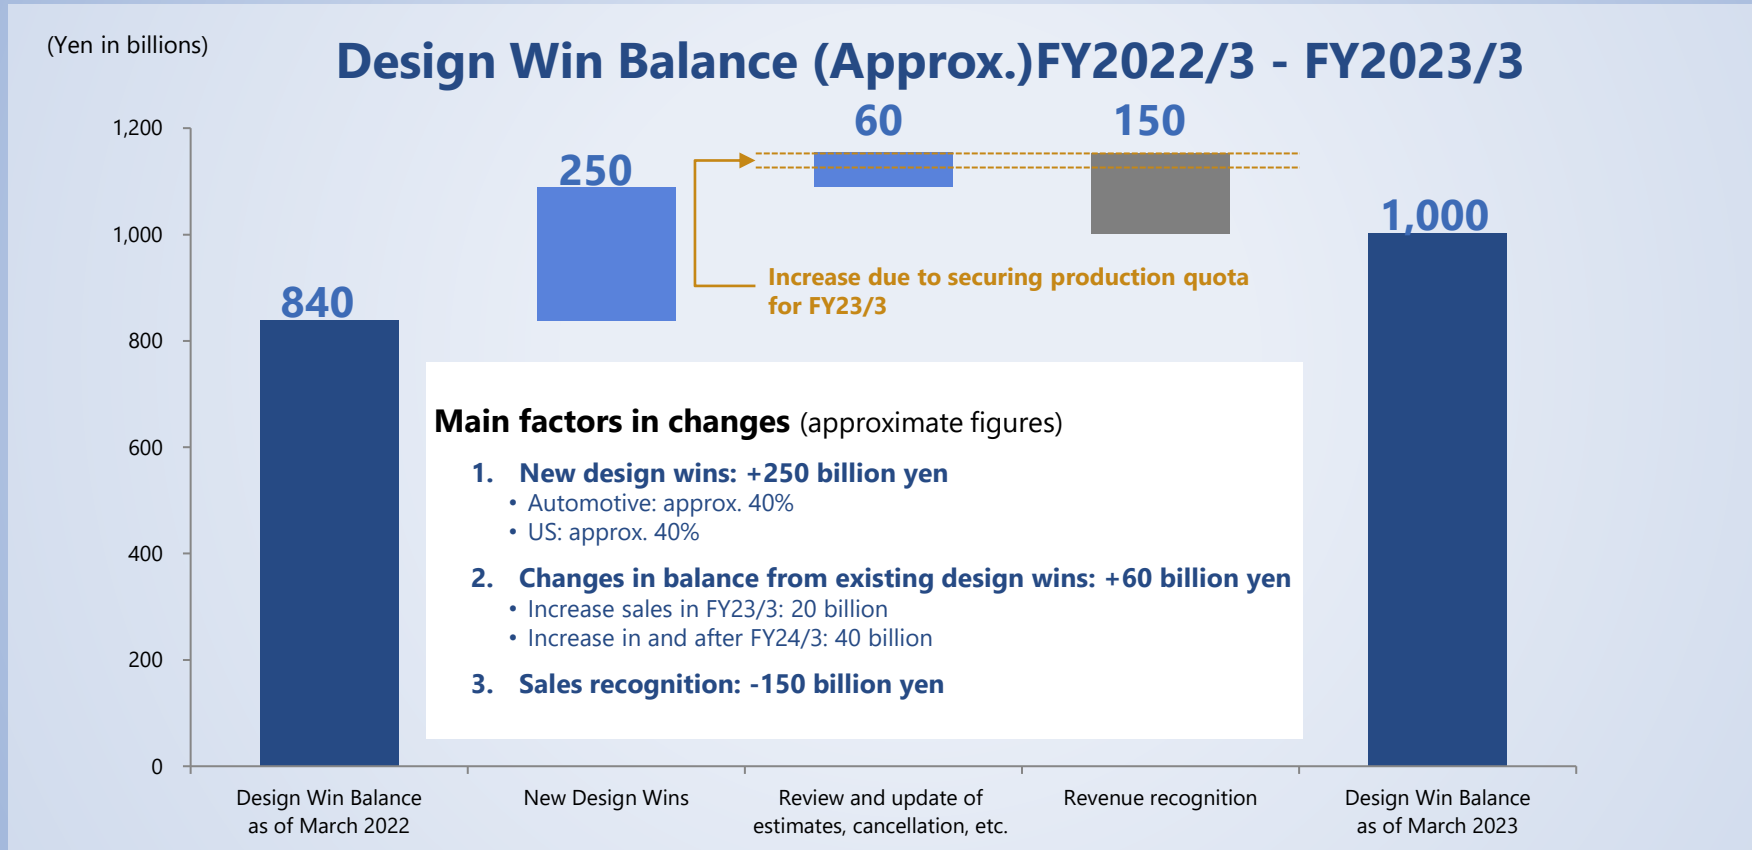 (Yen in billions)
Design Win Balance (Approx.)FY2022/3 - FY2023/3
1,200
1,000
800
600
400
200
0
840
250
60
150
1,000
Increase due to securing production quota
for FY23/3
Main factors in changes (approximate figures)
1. New design wins: +250 billion yen
• Automotive: approx. 40%
• US: approx. 40%
2. Changes in balance from existing design wins: +60 billion yen
• Increase sales in FY23/3: 20 billion
• Increase in and after FY24/3: 40 billion
3. Sales recognition: -150 billion yen
Design Win Balance
as of March 2022
New Design Wins
Review and update of
estimates, cancellation, etc.
Revenue recognition
Design Win Balance
as of March 2023